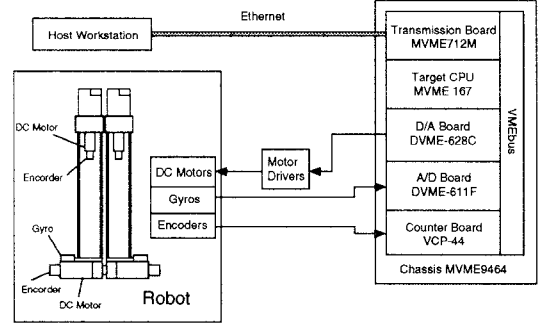 Ethernet
Host Workstation
Transmission Board
MVME712M
Target CPU
MVME 167
D/A Board
DVME-628C
A/D Board
DVME-611F
Counter Board
VCP-44
VMEbus
Chassis MVME9464
Motor
Drivers
DC Motors
Gyros
Encoders
DC Motor
Encorder
Gyro
Encorder
DC Motor
Robot